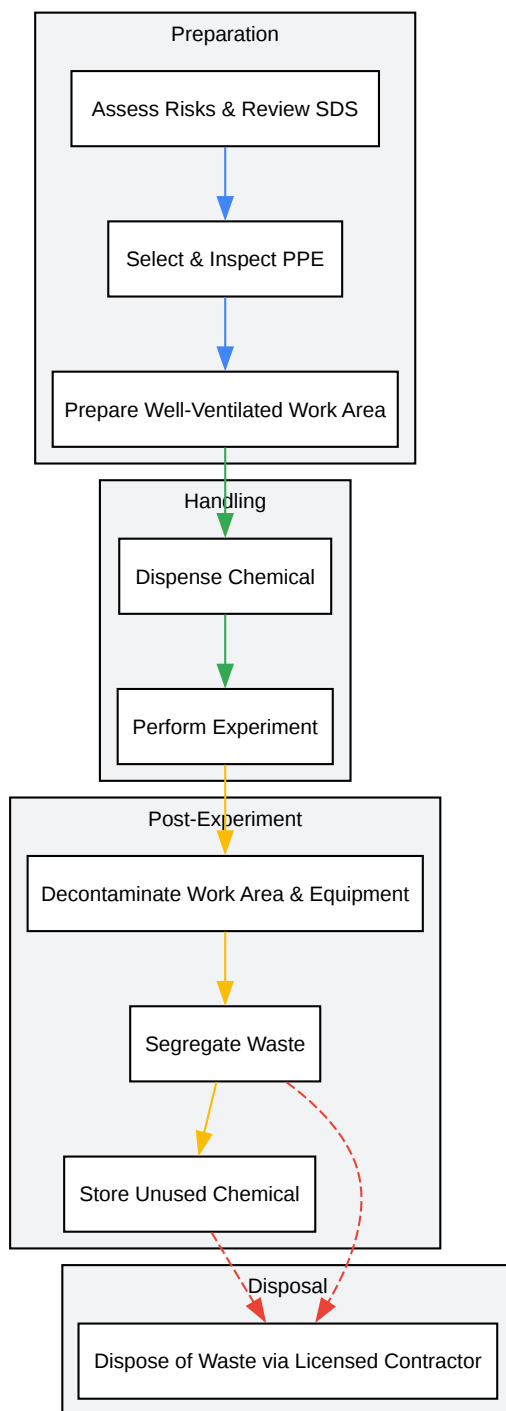 Preparation
Assess Risks & Review SDS
Select & Inspect PPE
Prepare Well-Ventilated Work Area
Handling
Dispense Chemical
Perform Experiment
Post-Experiment
Decontaminate Work Area & Equipment
Segregate Waste
Store Unused Chemical
Disposal
Dispose of Waste via Licensed Contractor